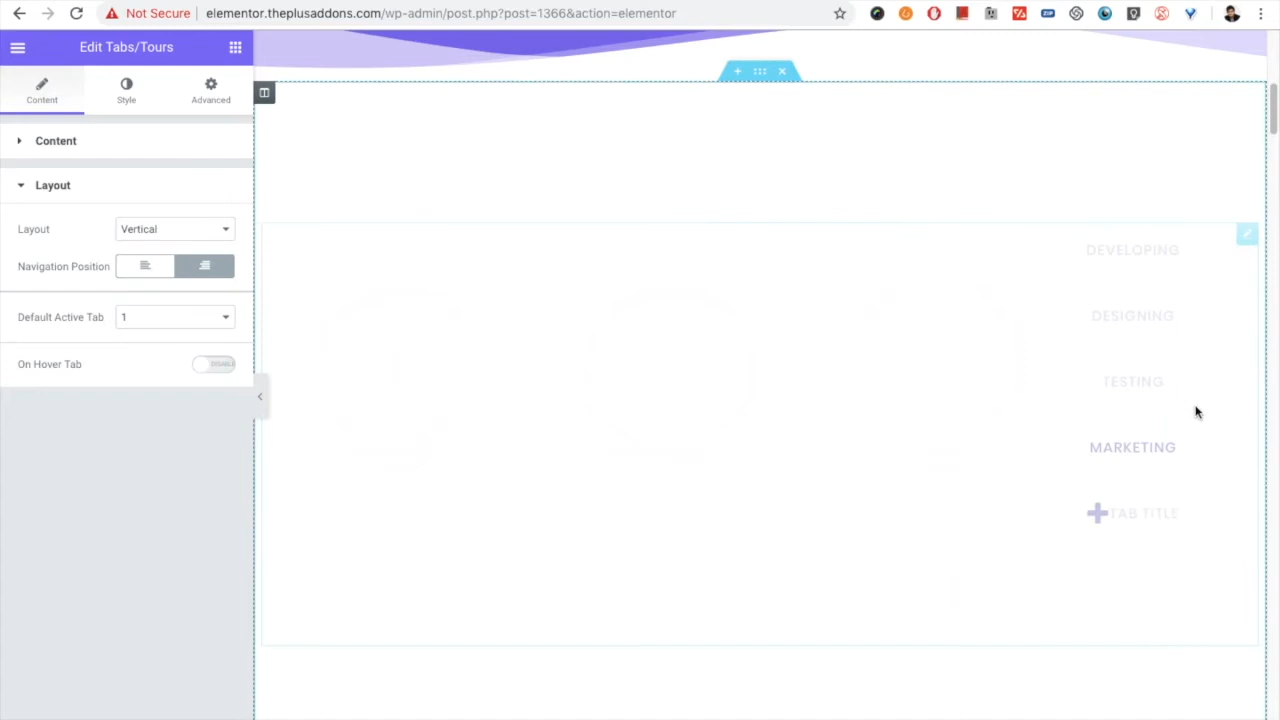 Not Secure
elementor.theplusaddons.com/wp-admin/post.php?post=1366&action=elementor
ZIP
Edit Tabs/Tours
Content
Style
Advanced
Content
Layout
Layout
Vertical
Navigation Position
Default Active Tab
1
On Hover Tab
DISABLE
DEVELOPING
DESIGNING
TESTING
MARKETING
TAB TITLE